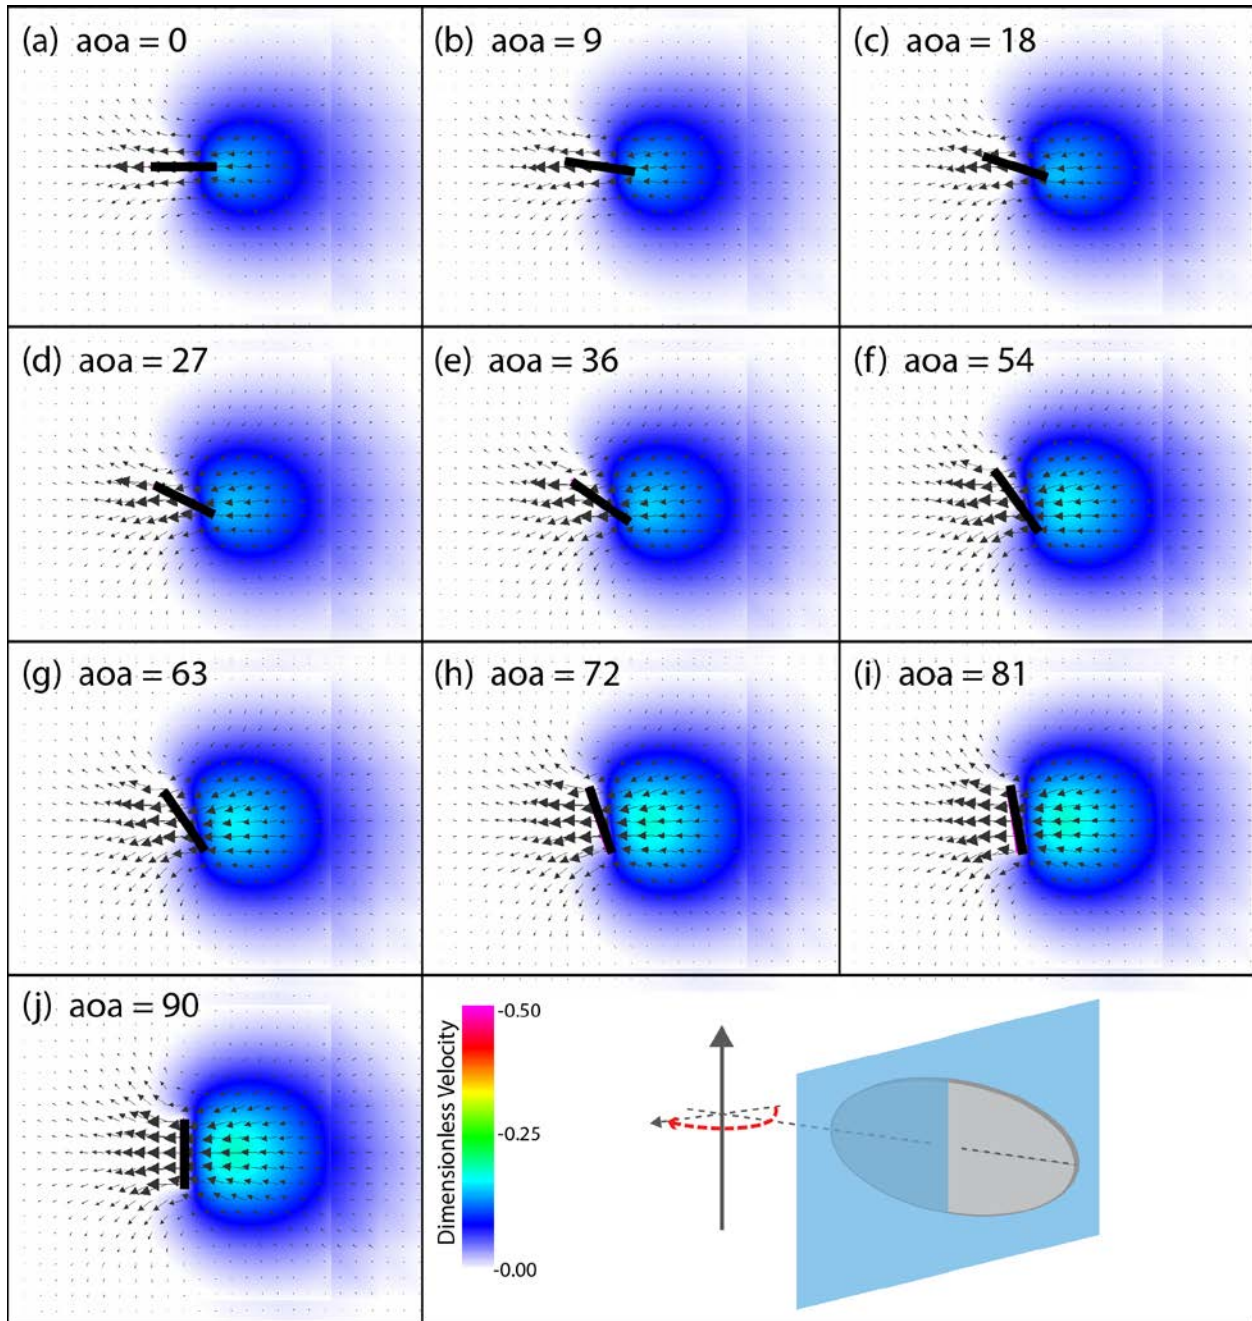 (a) aoa = 0
(b) aoa = 9
(c) aoa = 18
(d) aoa = 27
(e) aoa = 36
(f) aoa = 54
(g) aoa = 63
(h) aoa = 72
(i) aoa = 81
(j) aoa = 90
Dimensionless Velocity
-0.50
-0.25
-0.00